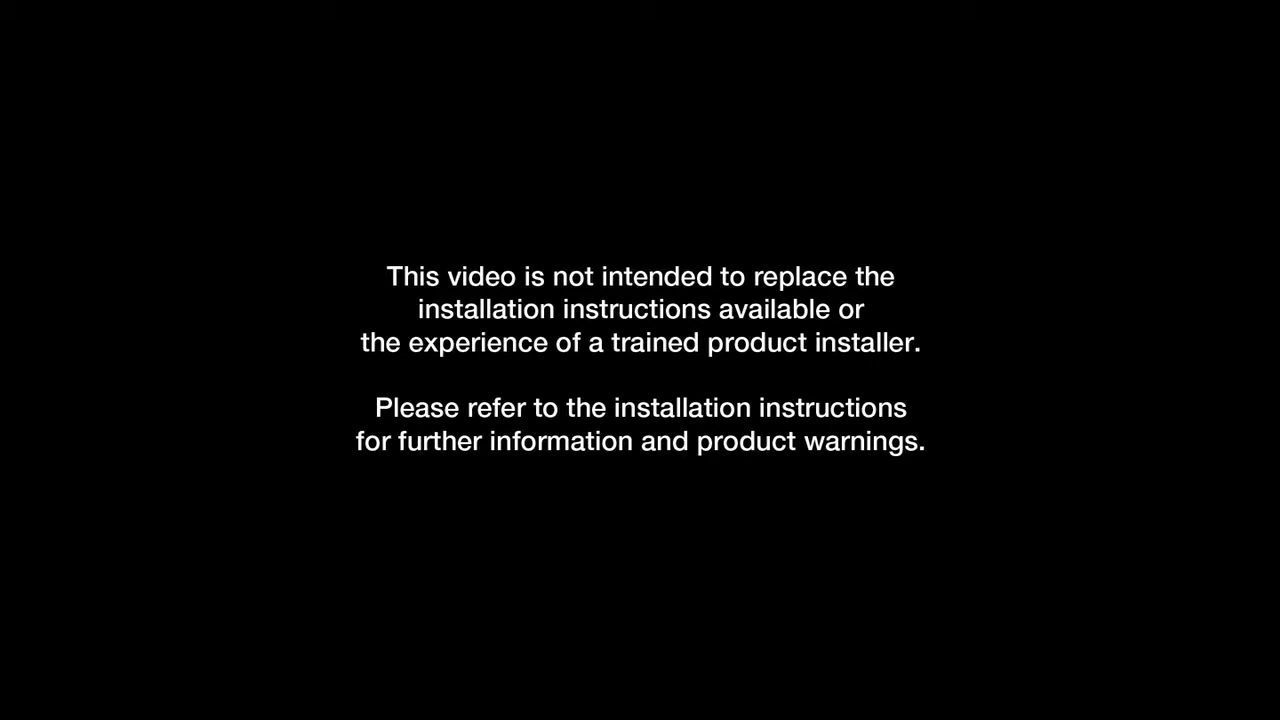 This video is not intended to replace the
installation instructions available or
the experience of a trained product installer.
Please refer to the installation instructions
for further information and product warnings.